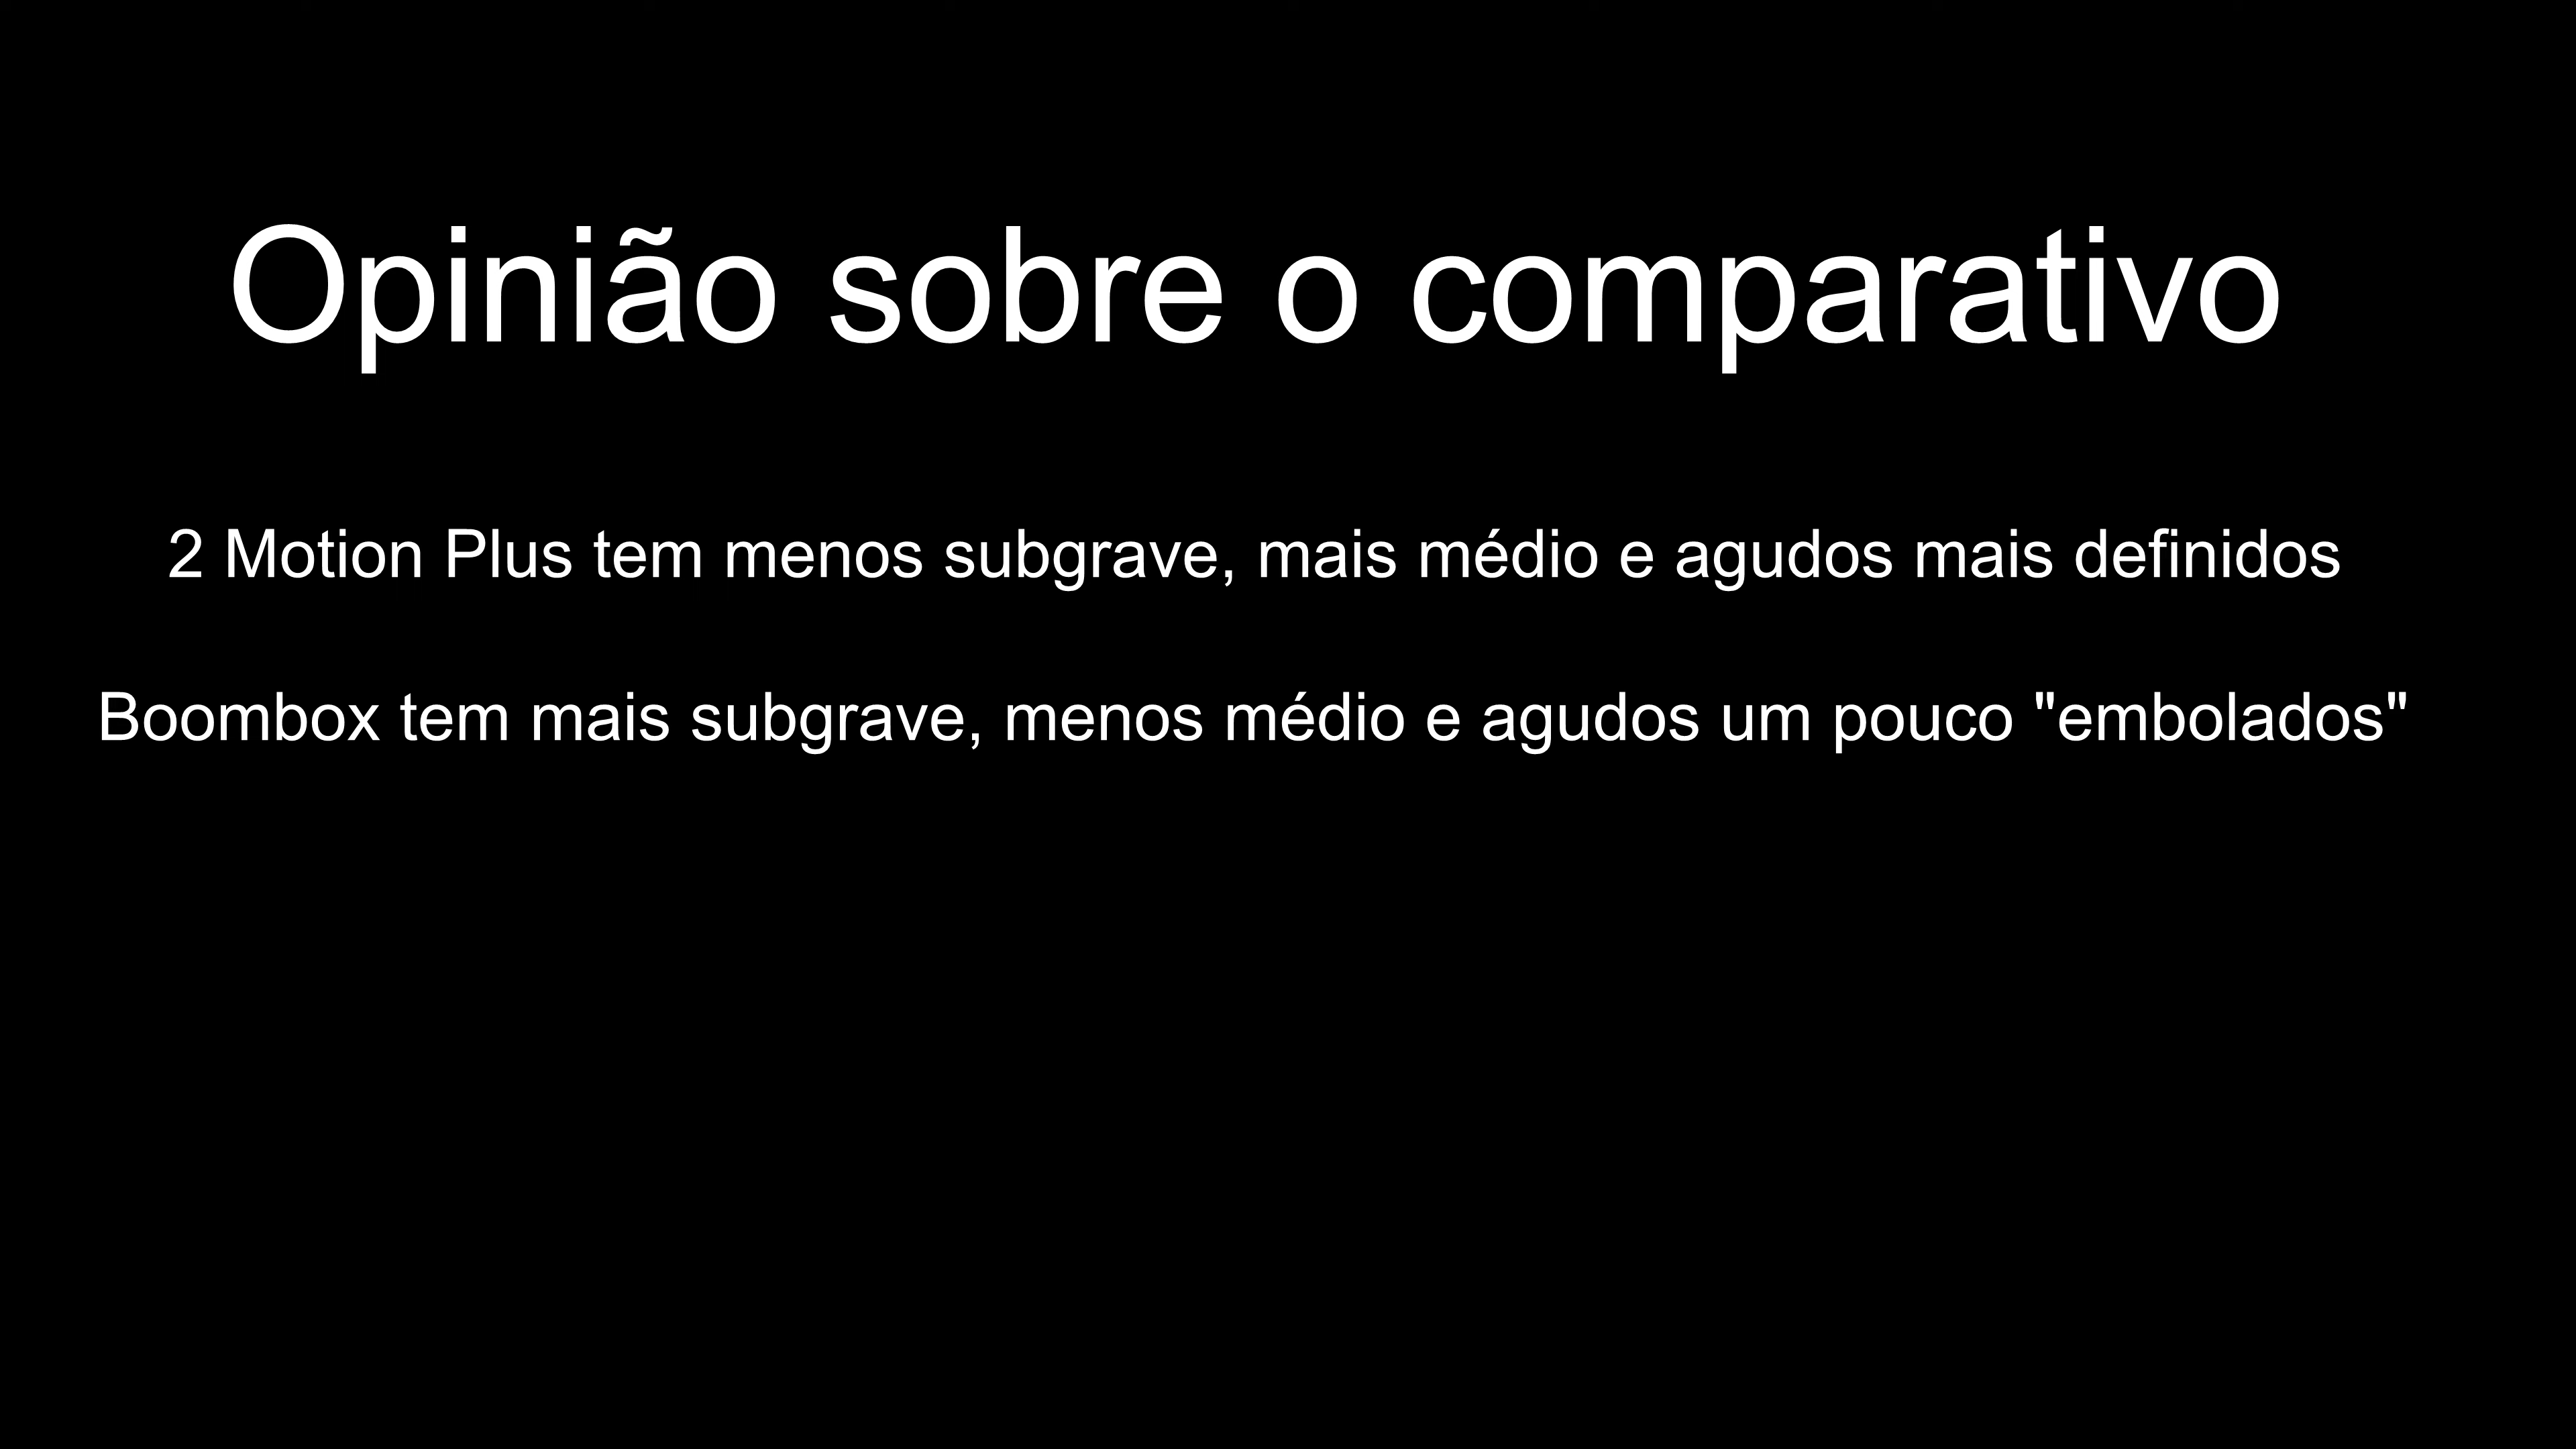 Opinião sobre o comparativo
2 Motion Plus tem menos subgrave, mais médio e agudos mais definidos
Boombox tem mais subgrave, menos médio e agudos um pouco "embolados"